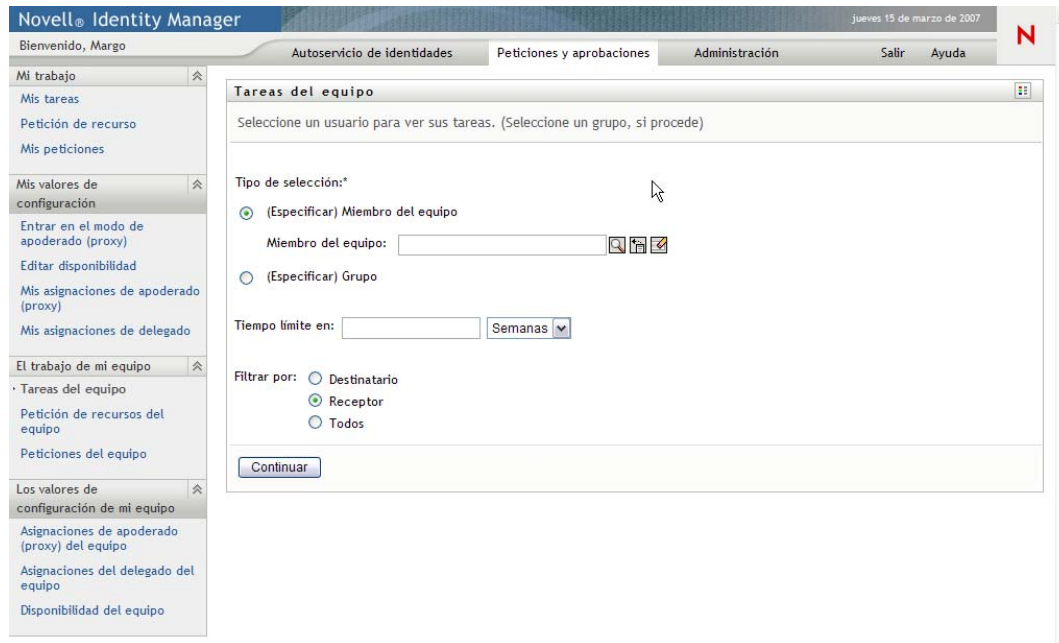 Novell® Identity Manager
jueves 15 de marzo de 2007
N
Bienvenido, Margo
Autoservicio de identidades
Peticiones y aprobaciones
Administración
Salir
Ayuda
Mi trabajo
Mis tareas
Petición de recurso
Mis peticiones
Mis valores de
configuración
Entrar en el modo de
apoderado (proxy)
Editar disponibilidad
Mis asignaciones de apoderado
(proxy)
Mis asignaciones de delegado
El trabajo de mi equipo
Tareas del equipo
Petición de recursos del
equipo
Peticiones del equipo
Los valores de
configuración de mi equipo
Asignaciones de apoderado
(proxy) del equipo
Asignaciones del delegado del
equipo
Disponibilidad del equipo
Tareas del equipo
Seleccione un usuario para ver sus tareas. (Seleccione un grupo, si procede)
Tipo de selección:*
(Especificar) Miembro del equipo
Miembro del equipo:
(Especificar) Grupo
Tiempo límite en:
Semanas
Filtrar por:
Destinatario
Receptor
Todos
Continuar